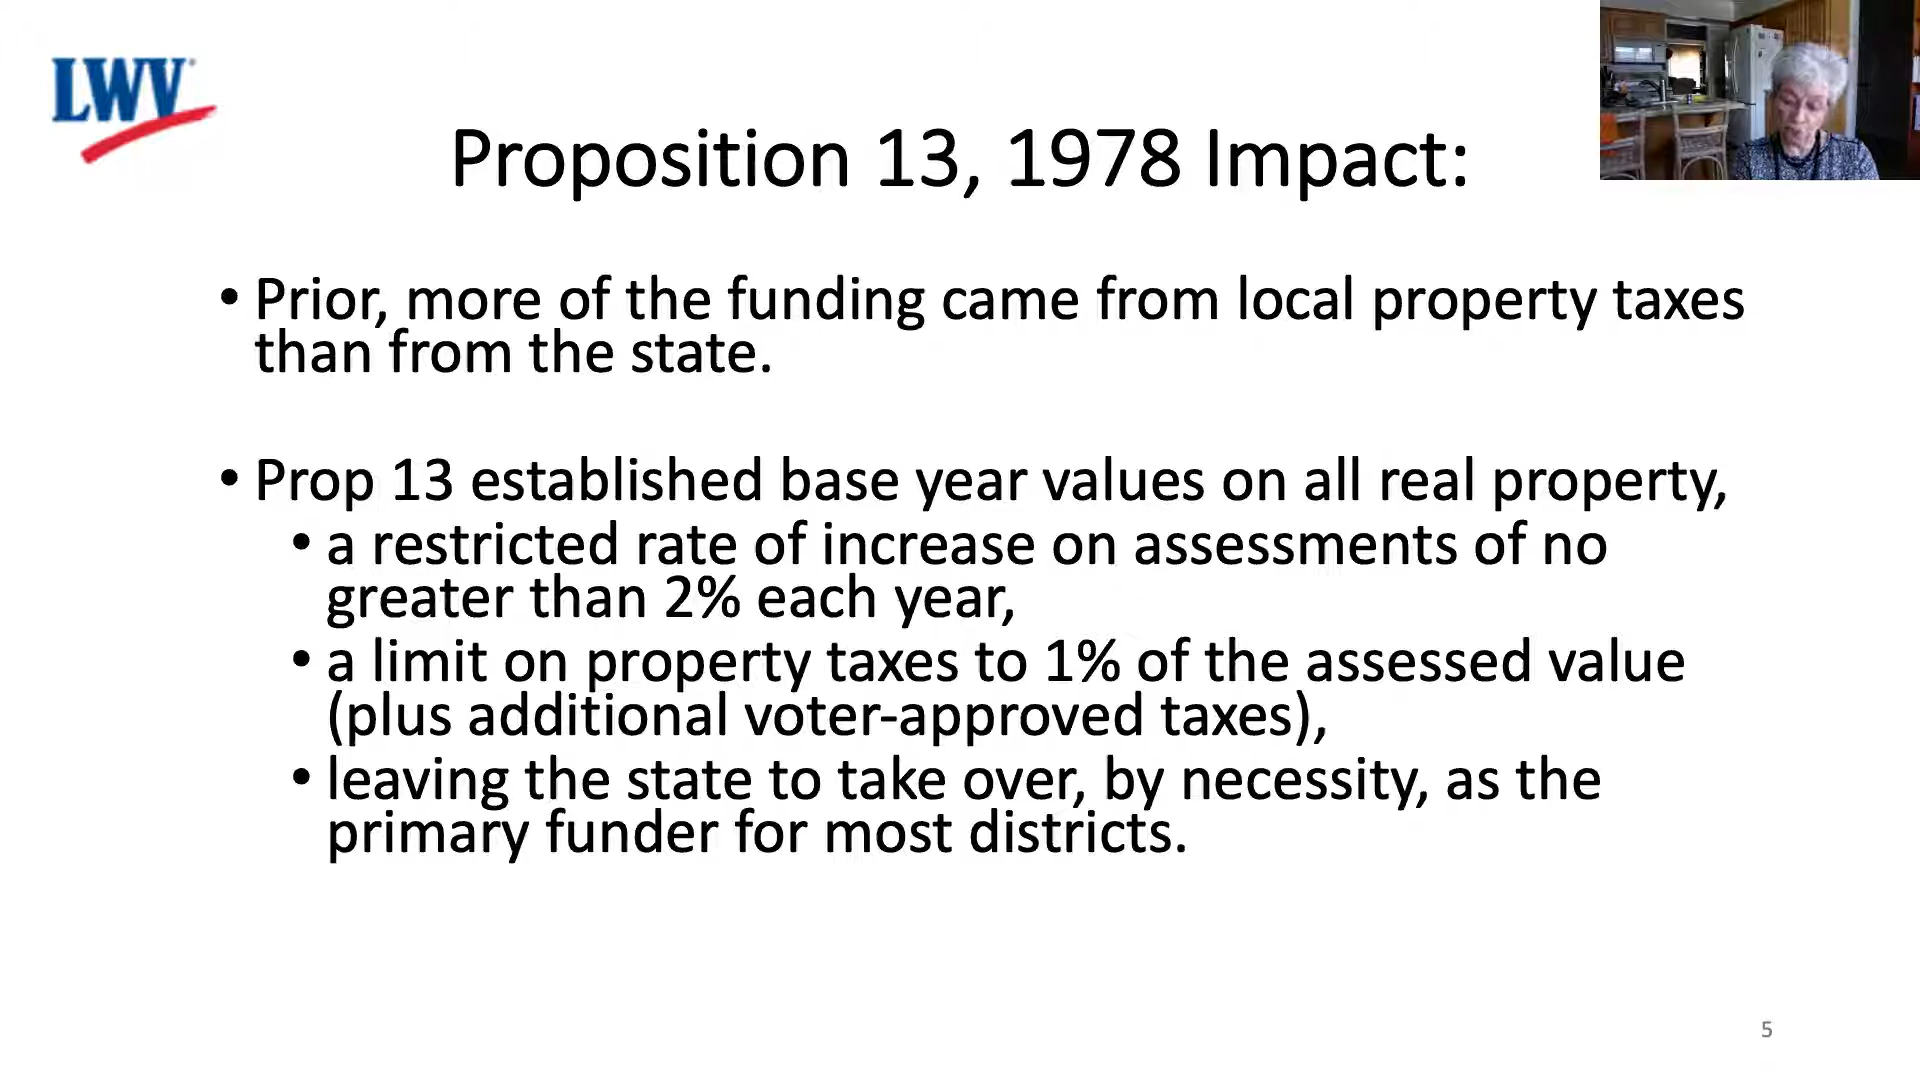 LWV
Proposition 13, 1978 Impact:
• Prior, more of the funding came from local property taxes
than from the state.
• Prop 13 established base year values on all real property,
• a restricted rate of increase on assessments of no
greater than 2% each year,
• a limit on property taxes to 1% of the assessed value
(plus additional voter-approved taxes),
• leaving the state to take over, by necessity, as the
primary funder for most districts.
5